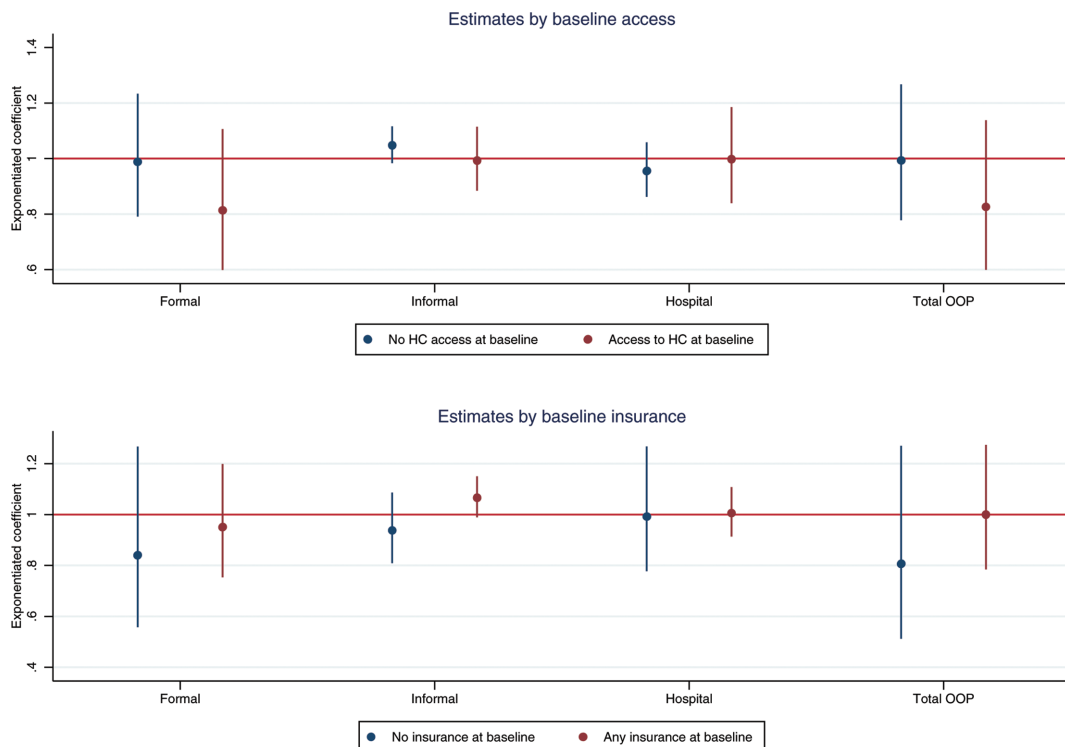 Estimates by baseline access
Exponentiated coefficient
1.4
1.2
1
.8
.6
Formal
Informal
Hospital
Total OOP
No HC access at baseline
Access to HC at baseline
Estimates by baseline insurance
Exponentiated coefficient
1.2
1
.8
.6
.4
Formal
Informal
Hospital
Total OOP
No insurance at baseline
Any insurance at baseline